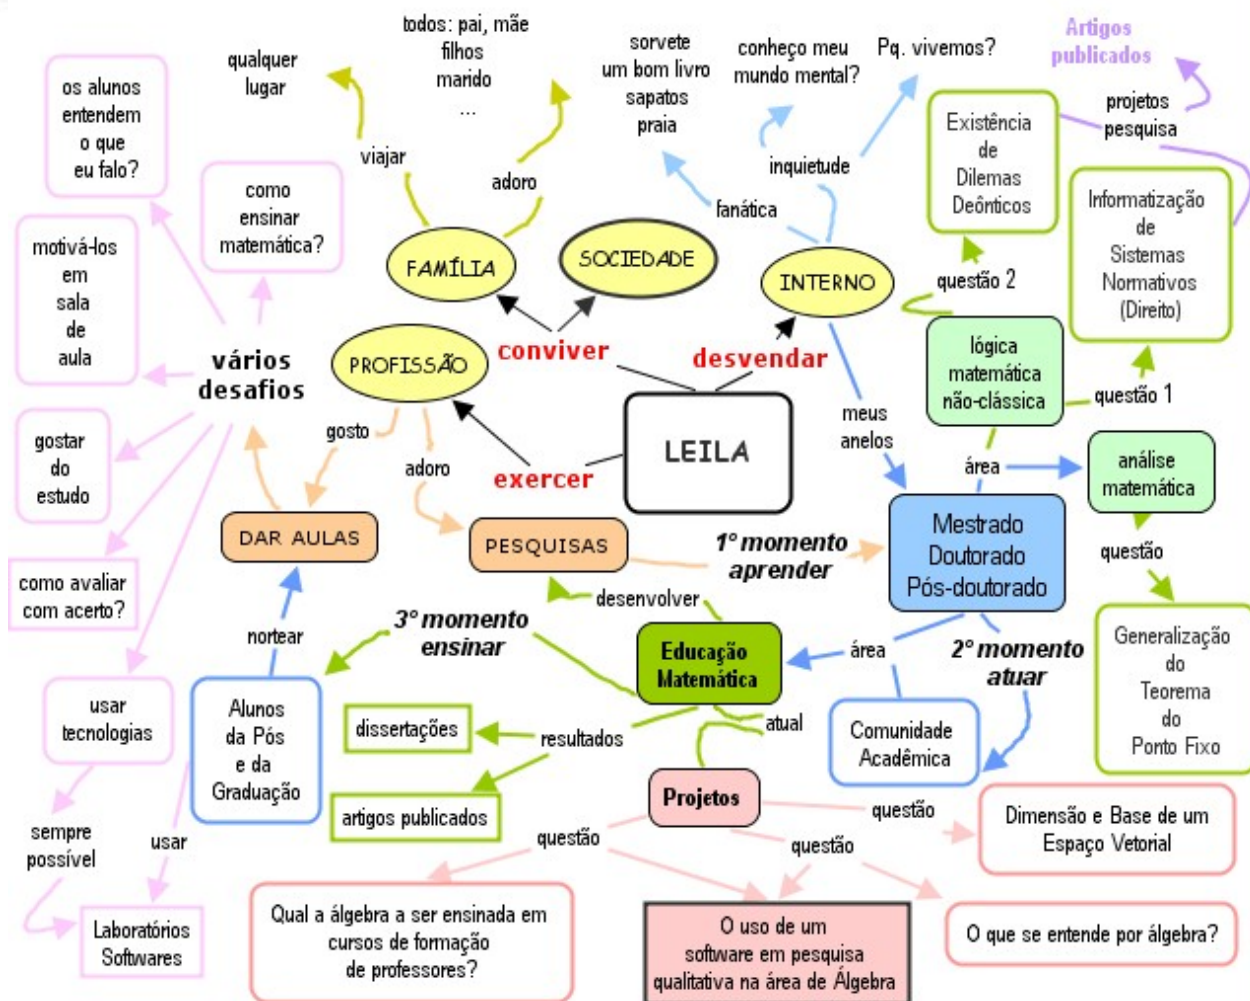 todos: pai, mãe
filhos
marido
...
qualquer
lugar
sorvete
um bom livro
sapatos
praia
conheço meu
mundo mental?
Pq. vivemos?
Artigos
publicados
os alunos
entendem
o que
eu falo?
viajar
adoro
fanática
inquietude
Existência
de
Dilemas
Deônticos
projetos
pesquisa
como
ensinar
matemática?
motivá-los
em
sala
de
aula
FAMÍLIA
SOCIEDADE
INTERNO
questão 2
Informatização
de
Sistemas
Normativos
(Direito)
vários
desafios
PROFISSÃO
conviver
desvendar
lógica
matemática
não-clássica
questão 1
gostar
do
estudo
gosto
adoro
exercer
LEILA
meus
anelos
área
análise
matemática
DAR AULAS
PESQUISAS
1º momento
aprender
Mestrado
Doutorado
Pós-doutorado
questão
como avaliar
com acerto?
nortear
3º momento
ensinar
desenvolver
Educação
Matemática
área
2º momento
atuar
Generalização
do
Teorema
do
Ponto Fixo
usar
tecnologias
Alunos
da Pós
e da
Graduação
dissertações
resultados
atual
Comunidade
Acadêmica
artigos publicados
Projetos
questão
Dimensão e Base de um
Espaço Vetorial
sempre
possível
usar
questão
questão
Laboratórios
Softwares
Qual a álgebra a ser ensinada em
cursos de formação
de professores?
O uso de um
software em pesquisa
qualitativa na área de Álgebra
O que se entende por álgebra?